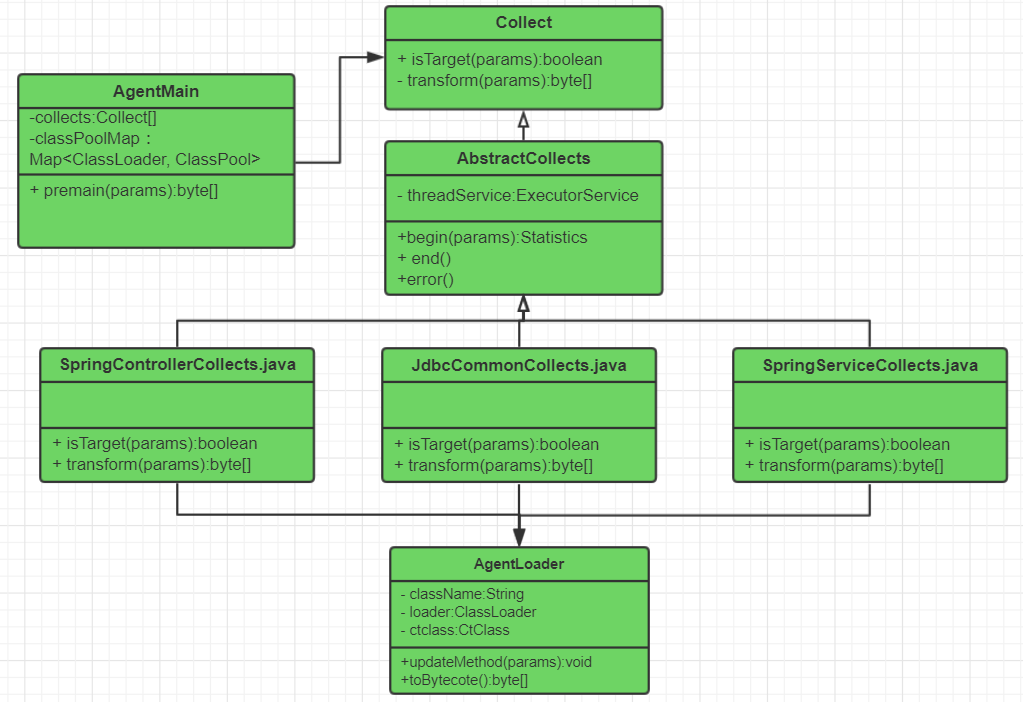 Collect
+ isTarget(params):boolean
- transform(params):byte[]
AgentMain
-collects:Collect[]
-classPoolMap：
Map<ClassLoader, ClassPool>
+ premain(params):byte[]
AbstractCollects
- threadService:ExecutorService
+begin(params):Statistics
+ end()
+error()
SpringControllerCollects.java
+ isTarget(params):boolean
+ transform(params):byte[]
JdbcCommonCollects.java
+ isTarget(params):boolean
+ transform(params):byte[]
SpringServiceCollects.java
+ isTarget(params):boolean
+ transform(params):byte[]
AgentLoader
- className:String
- loader:ClassLoader
- ctclass:CtClass
+updateMethod(params):void
+toBytecote():byte[]